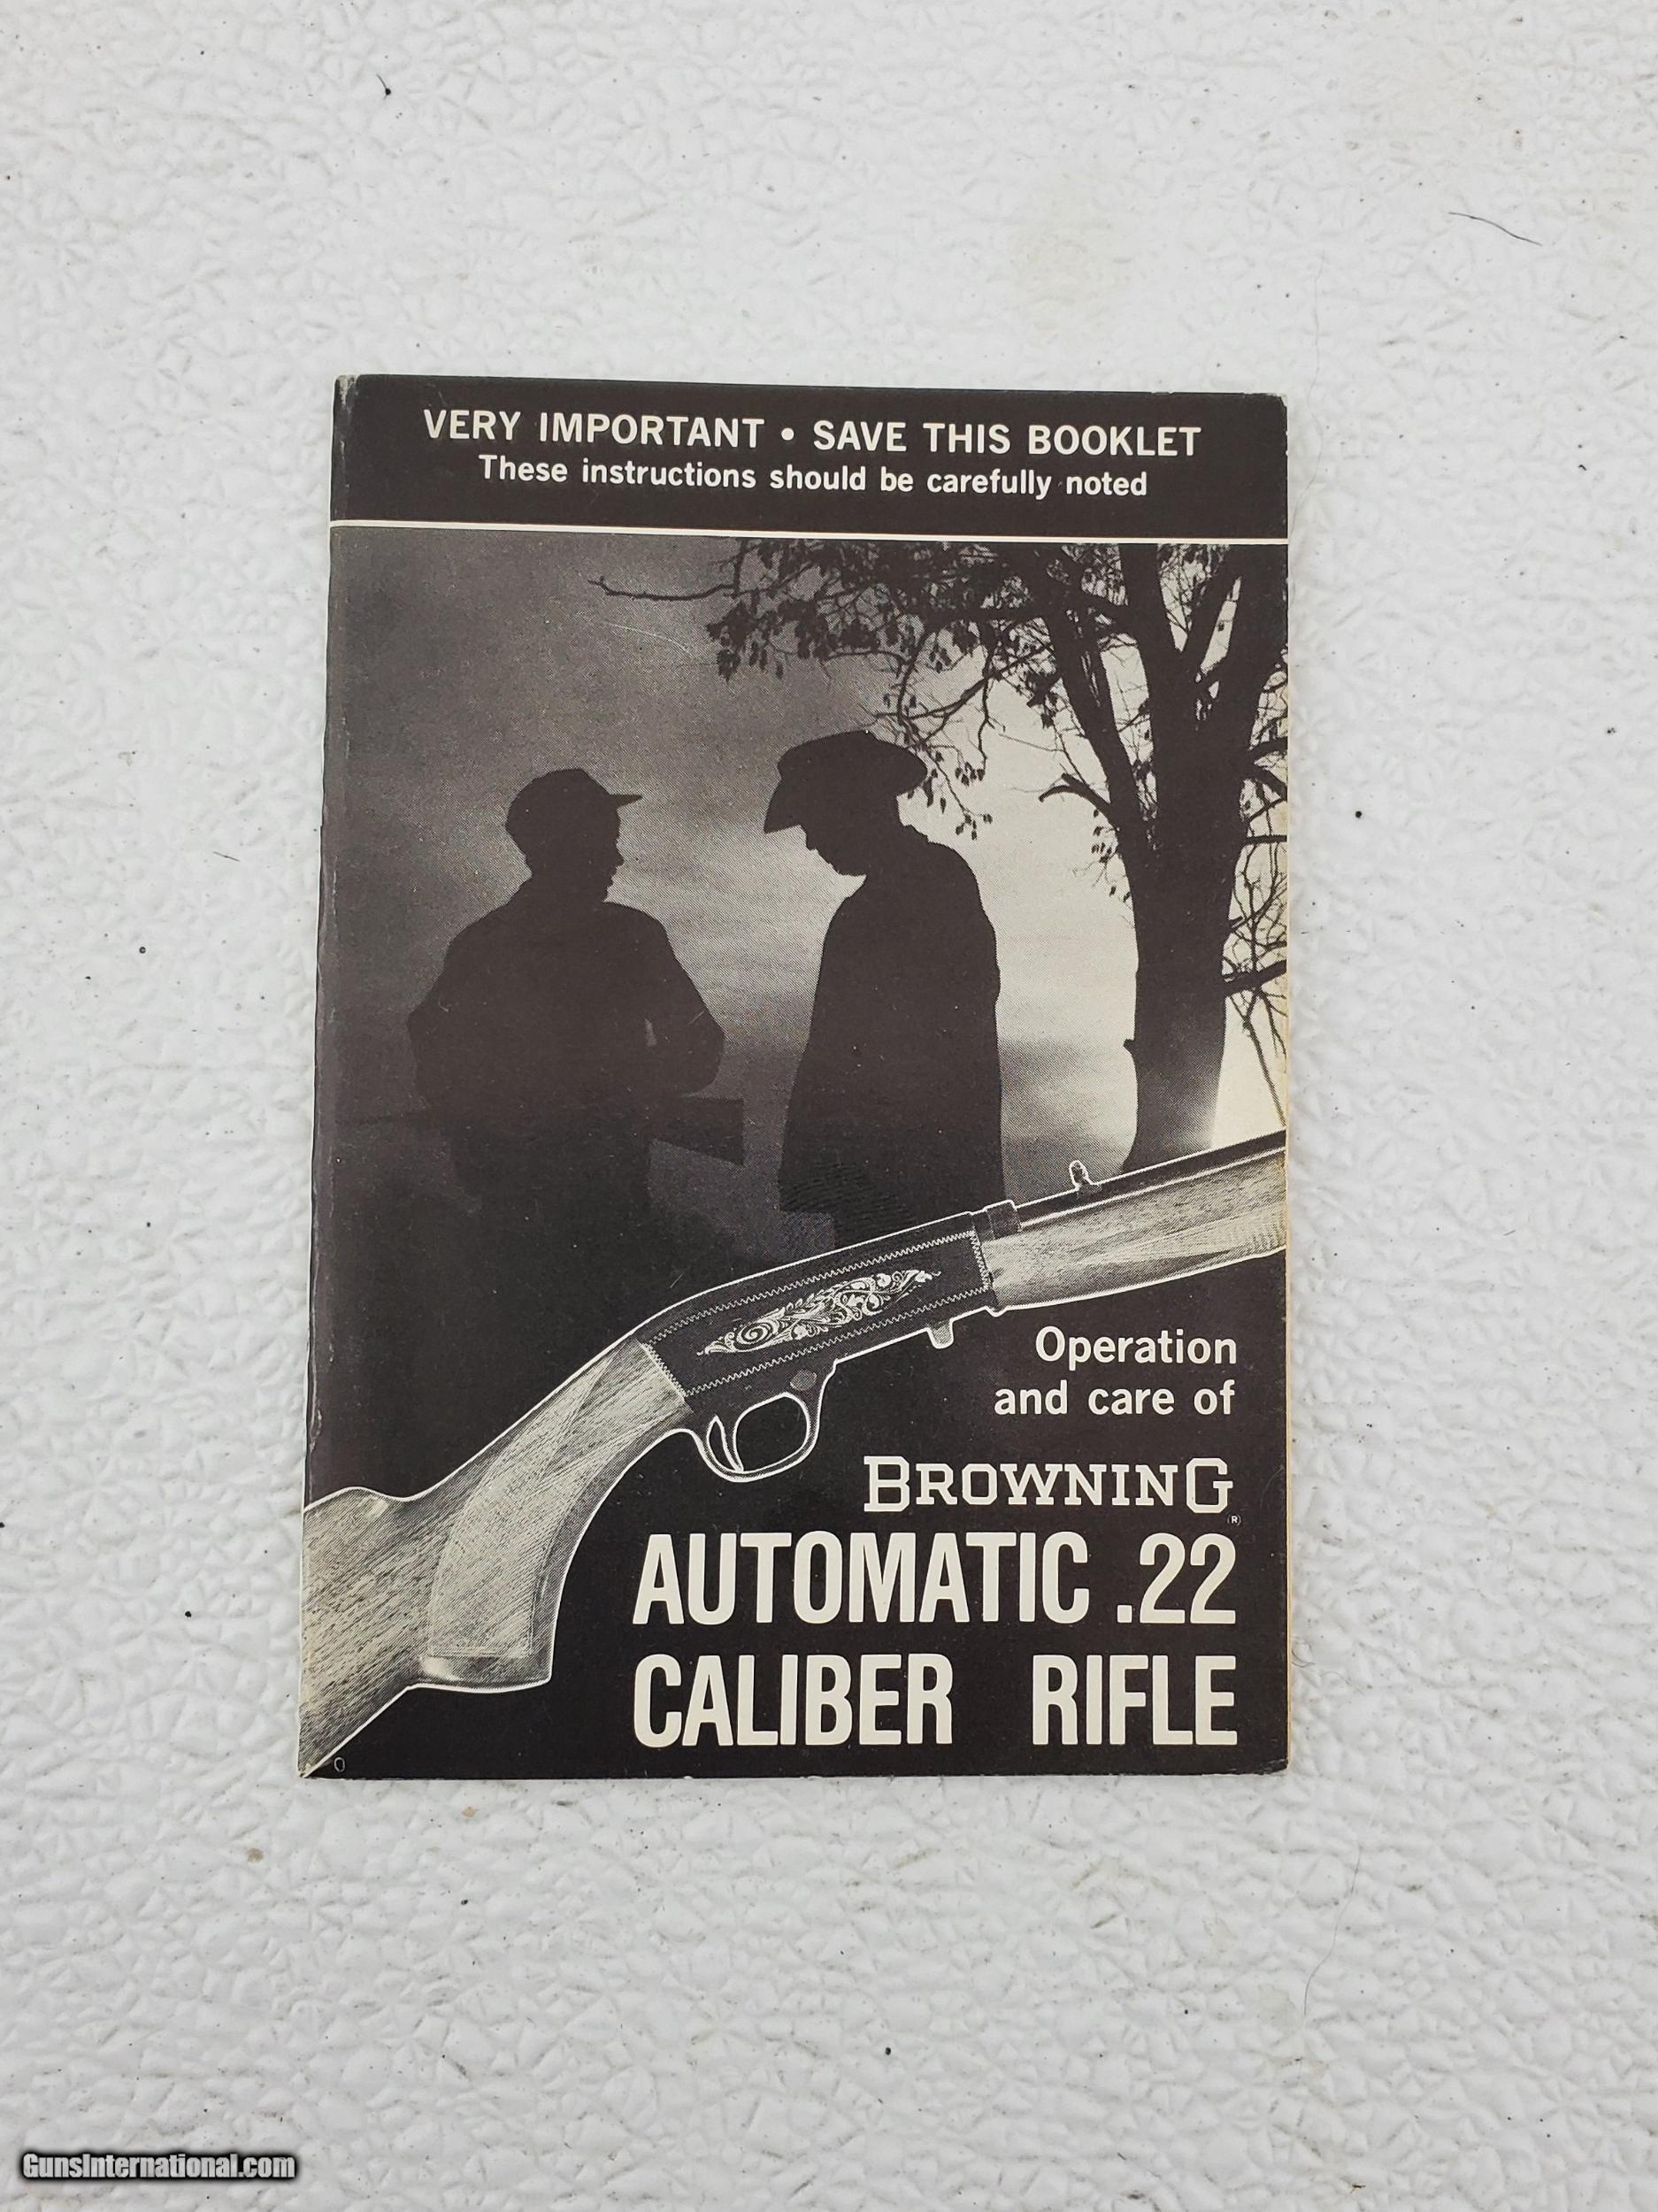 VERY IMPORTANT • SAVE THIS BOOKLET
These instructions should be carefully noted
Operation
and care of
BROWNING
®
AUTOMATIC .22
CALIBER RIFLE
GunsInternational.com